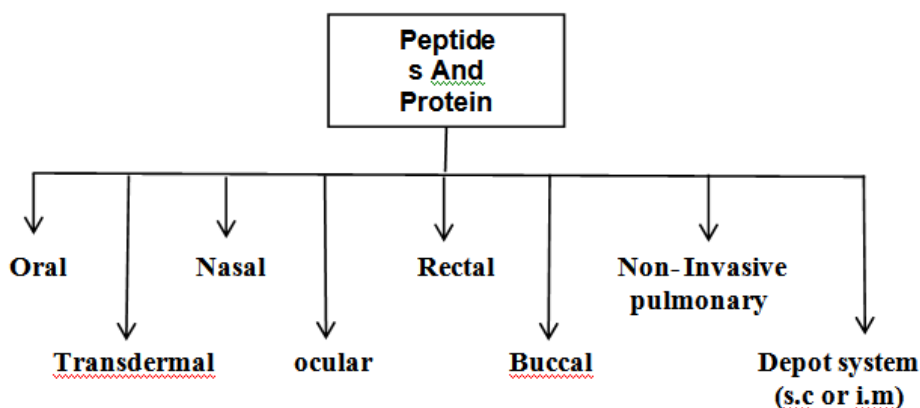 Peptide
s And
Protein
Oral
Nasal
Rectal
Non- Invasive
pulmonary
Transdermal
ocular
Buccal
Depot system
(s.c or i.m)